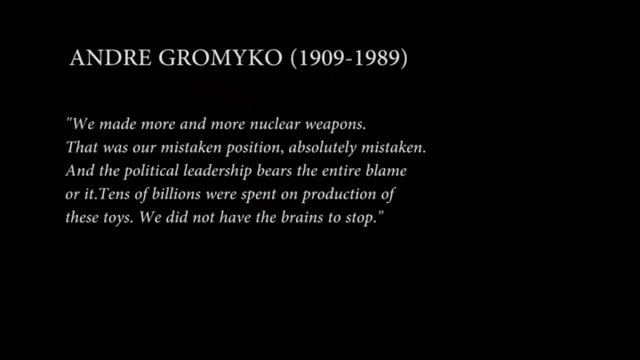 ANDRE GROMYKO (1909-1989)
"We made more and more nuclear weapons.
That was our mistaken position, absolutely mistaken.
And the political leadership bears the entire blame
or it.Tens of billions were spent on production of
these toys. We did not have the brains to stop."